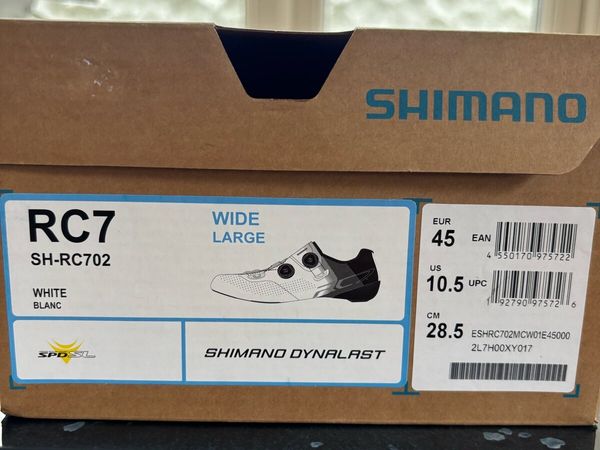 SHIMANO
RC7
SH-RC702
WHITE
BLANC
WIDE
LARGE
SPD-SL
SHIMANO DYNALAST
EUR
45
EAN
4 550170 975722
US
10.5
UPC
1 92790 97572 6
CM
28.5
UPC
ESHRC702MCW01E45000
2L7H00XY017